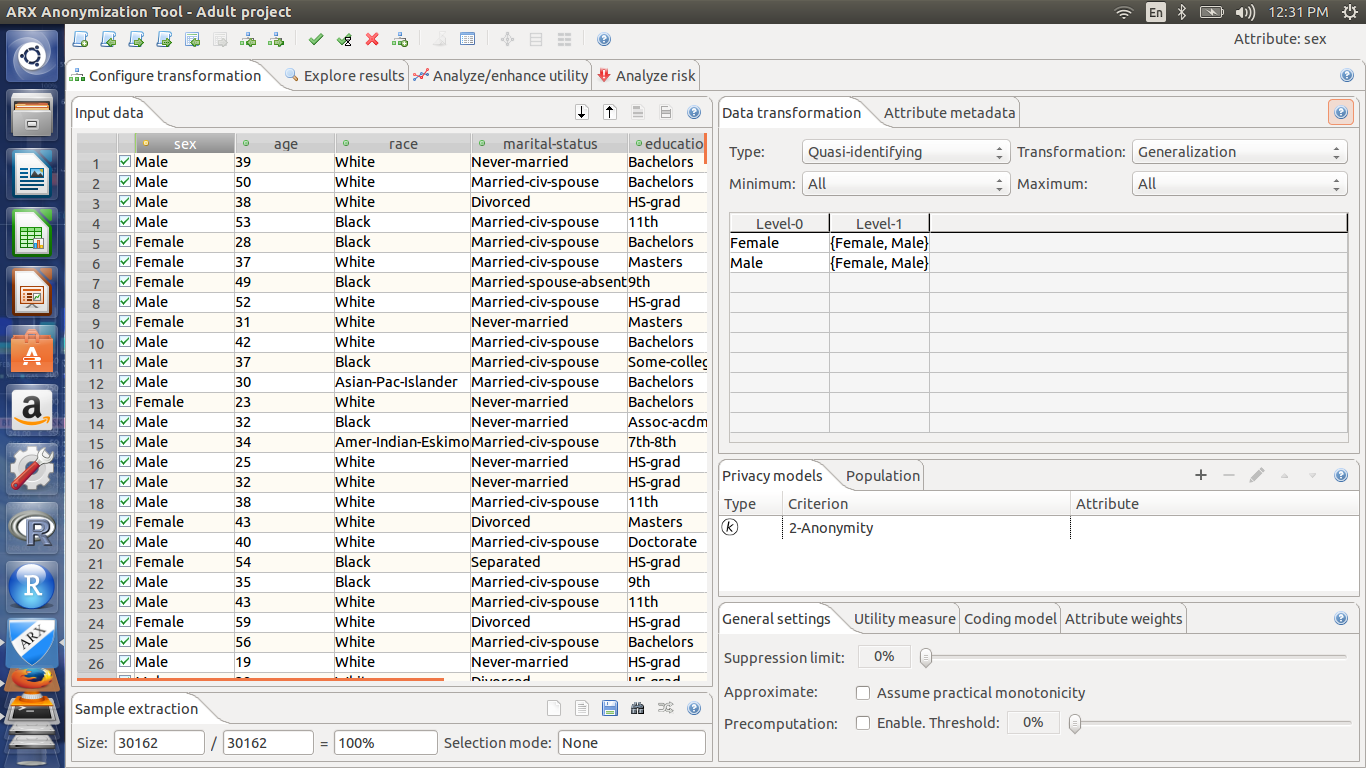 ARX Anonymization Tool - Adult project En 12:31 PM
Attribute: sex
Configure transformation Explore results Analyze/enhance utility Analyze risk
Input data
sex age race marital-status educatio
1 Male 39 White Never-married Bachelors
2 Male 50 White Married-civ-spouse Bachelors
3 Male 38 White Divorced HS-grad
4 Male 53 Black Married-civ-spouse 11th
5 Female 28 Black Married-civ-spouse Bachelors
6 Female 37 White Married-civ-spouse Masters
7 Female 49 Black Married-spouse-absent 9th
8 Male 52 White Married-civ-spouse HS-grad
9 Female 31 White Never-married Masters
10 Male 42 White Married-civ-spouse Bachelors
11 Male 37 Black Married-civ-spouse Some-colleg
12 Male 30 Asian-Pac-Islander Married-civ-spouse Bachelors
13 Female 23 White Never-married Bachelors
14 Male 32 Black Never-married Assoc-acdm
15 Male 34 Amer-Indian-Eskimo Married-civ-spouse 7th-8th
16 Male 25 White Never-married HS-grad
17 Male 32 White Never-married HS-grad
18 Male 38 White Married-civ-spouse 11th
19 Female 43 White Divorced Masters
20 Male 40 White Married-civ-spouse Doctorate
21 Female 54 Black Separated HS-grad
22 Male 35 Black Married-civ-spouse 9th
23 Male 43 White Married-civ-spouse 11th
24 Female 59 White Divorced HS-grad
25 Male 56 White Married-civ-spouse Bachelors
26 Male 19 White Never-married HS-grad
Sample extraction
Size: 30162 / 30162 = 100% Selection mode: None
Data transformation Attribute metadata
Type: Quasi-identifying Transformation: Generalization
Minimum: All Maximum: All
Level-0 Level-1
Female {Female, Male}
Male {Female, Male}
Privacy models Population
Type Criterion Attribute
k 2-Anonymity
General settings Utility measure Coding model Attribute weights
Suppression limit: 0%
Approximate: Assume practical monotonicity
Precomputation: Enable. Threshold: 0%
a
R
R
ARX